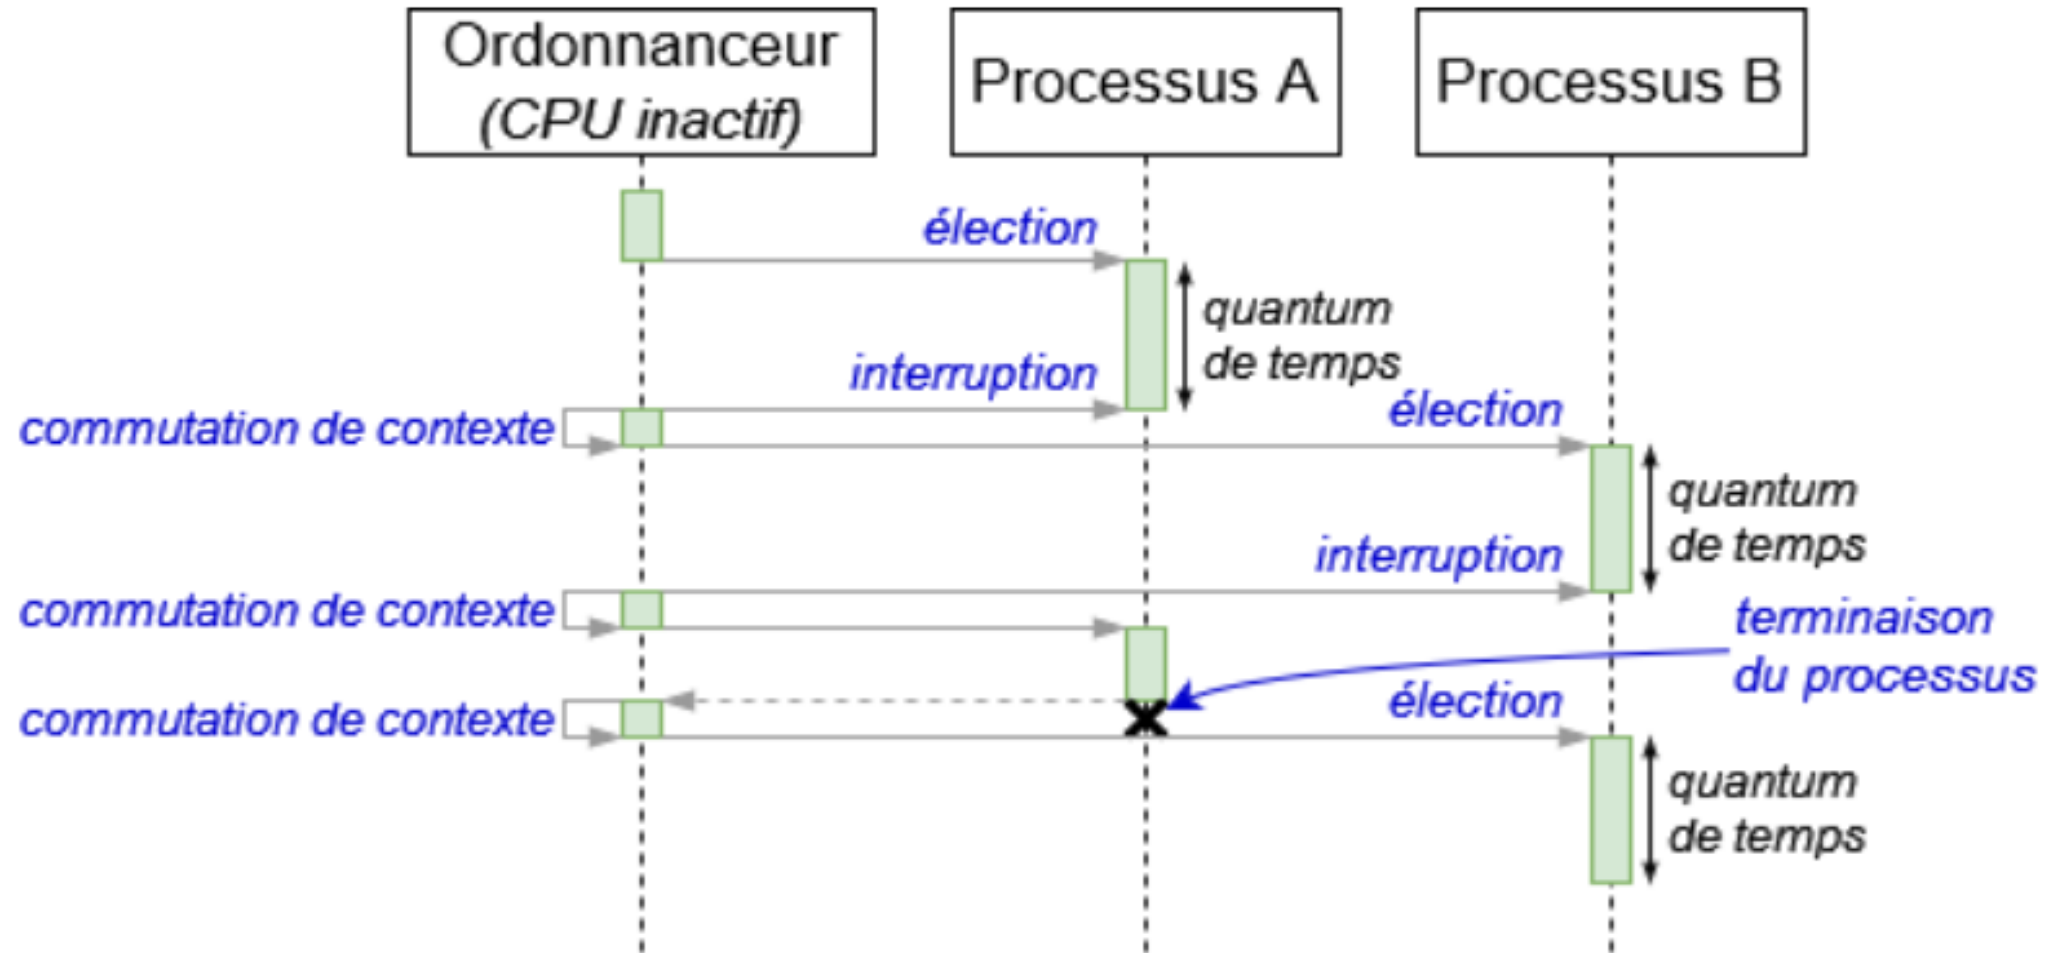 Ordonnanceur
(CPU inactif)
Processus A
Processus B
élection
quantum
de temps
interruption
élection
commutation de contexte
quantum
de temps
interruption
commutation de contexte
terminaison
du processus
élection
commutation de contexte
quantum
de temps